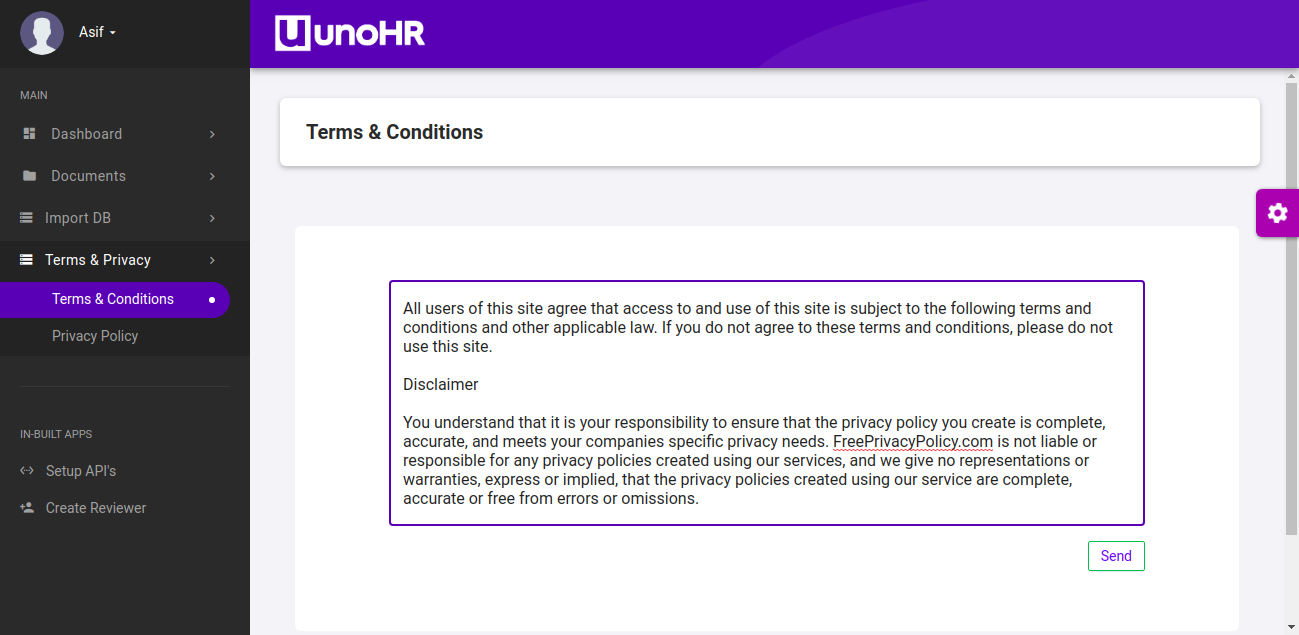 Asif
UunoHR
MAIN
Dashboard
Documents
Import DB
Terms & Privacy
Terms & Conditions
Privacy Policy
IN-BUILT APPS
Setup API's
Create Reviewer
Terms & Conditions
All users of this site agree that access to and use of this site is subject to the following terms and
conditions and other applicable law. If you do not agree to these terms and conditions, please do not
use this site.
Disclaimer
You understand that it is your responsibility to ensure that the privacy policy you create is complete,
accurate, and meets your companies specific privacy needs. FreePrivacyPolicy.com is not liable or
responsible for any privacy policies created using our services, and we give no representations or
warranties, express or implied, that the privacy policies created using our service are complete,
accurate or free from errors or omissions.
Send